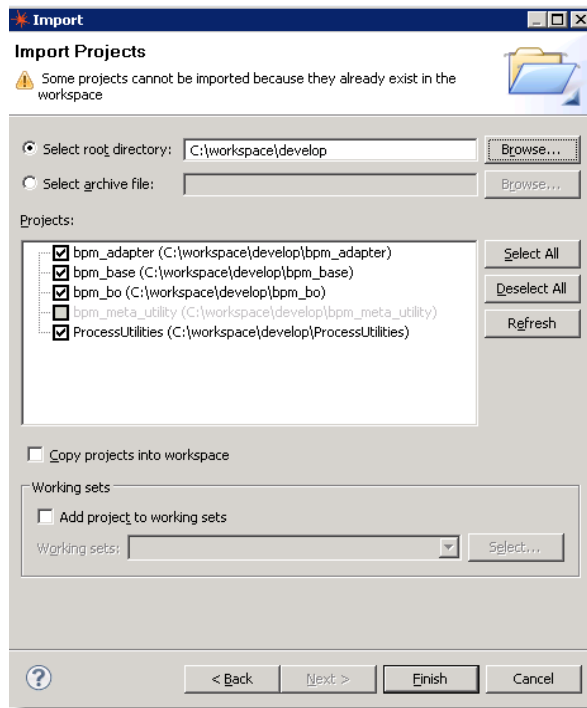 Import
Import Projects
Some projects cannot be imported because they already exist in the
workspace
Select root directory: C:\workspace\develop Browse...
Select archive file: Browse...
Projects:
bpm_adapter (C:\workspace\develop\bpm_adapter)
bpm_base (C:\workspace\develop\bpm_base)
bpm_bo (C:\workspace\develop\bpm_bo)
bpm_meta_utility (C:\workspace\develop\bpm_meta_utility)
ProcessUtilities (C:\workspace\develop\ProcessUtilities)
Select All
Deselect All
Refresh
Copy projects into workspace
Working sets
Add project to working sets
Working sets: Select...
? < Back Next > Finish Cancel